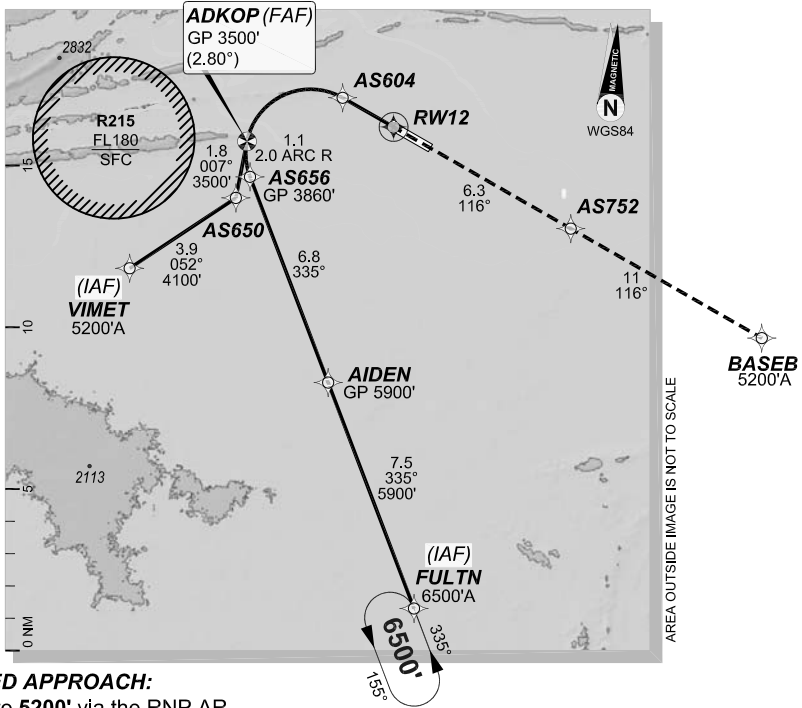 ADKOP (FAF)
GP 3500'
(2.80°)
2832
R215
FL180
SFC
AS604
RW12
MAGNETIC
N
WGS84
1.1
2.0 ARC R
1.8
007°
3500'
AS656
GP 3860'
AS650
6.3
116°
AS752
3.9
052°
4100'
6.8
335°
11
116°
(IAF)
VIMET
5200'A
15
10
5
0 NM
BASEB
5200'A
AIDEN
GP 5900'
2113
7.5
335°
5900'
(IAF)
FULTN
6500'A
6500'
335°
155°
AREA OUTSIDE IMAGE IS NOT TO SCALE
ED APPROACH:
5200' via the RNP AR